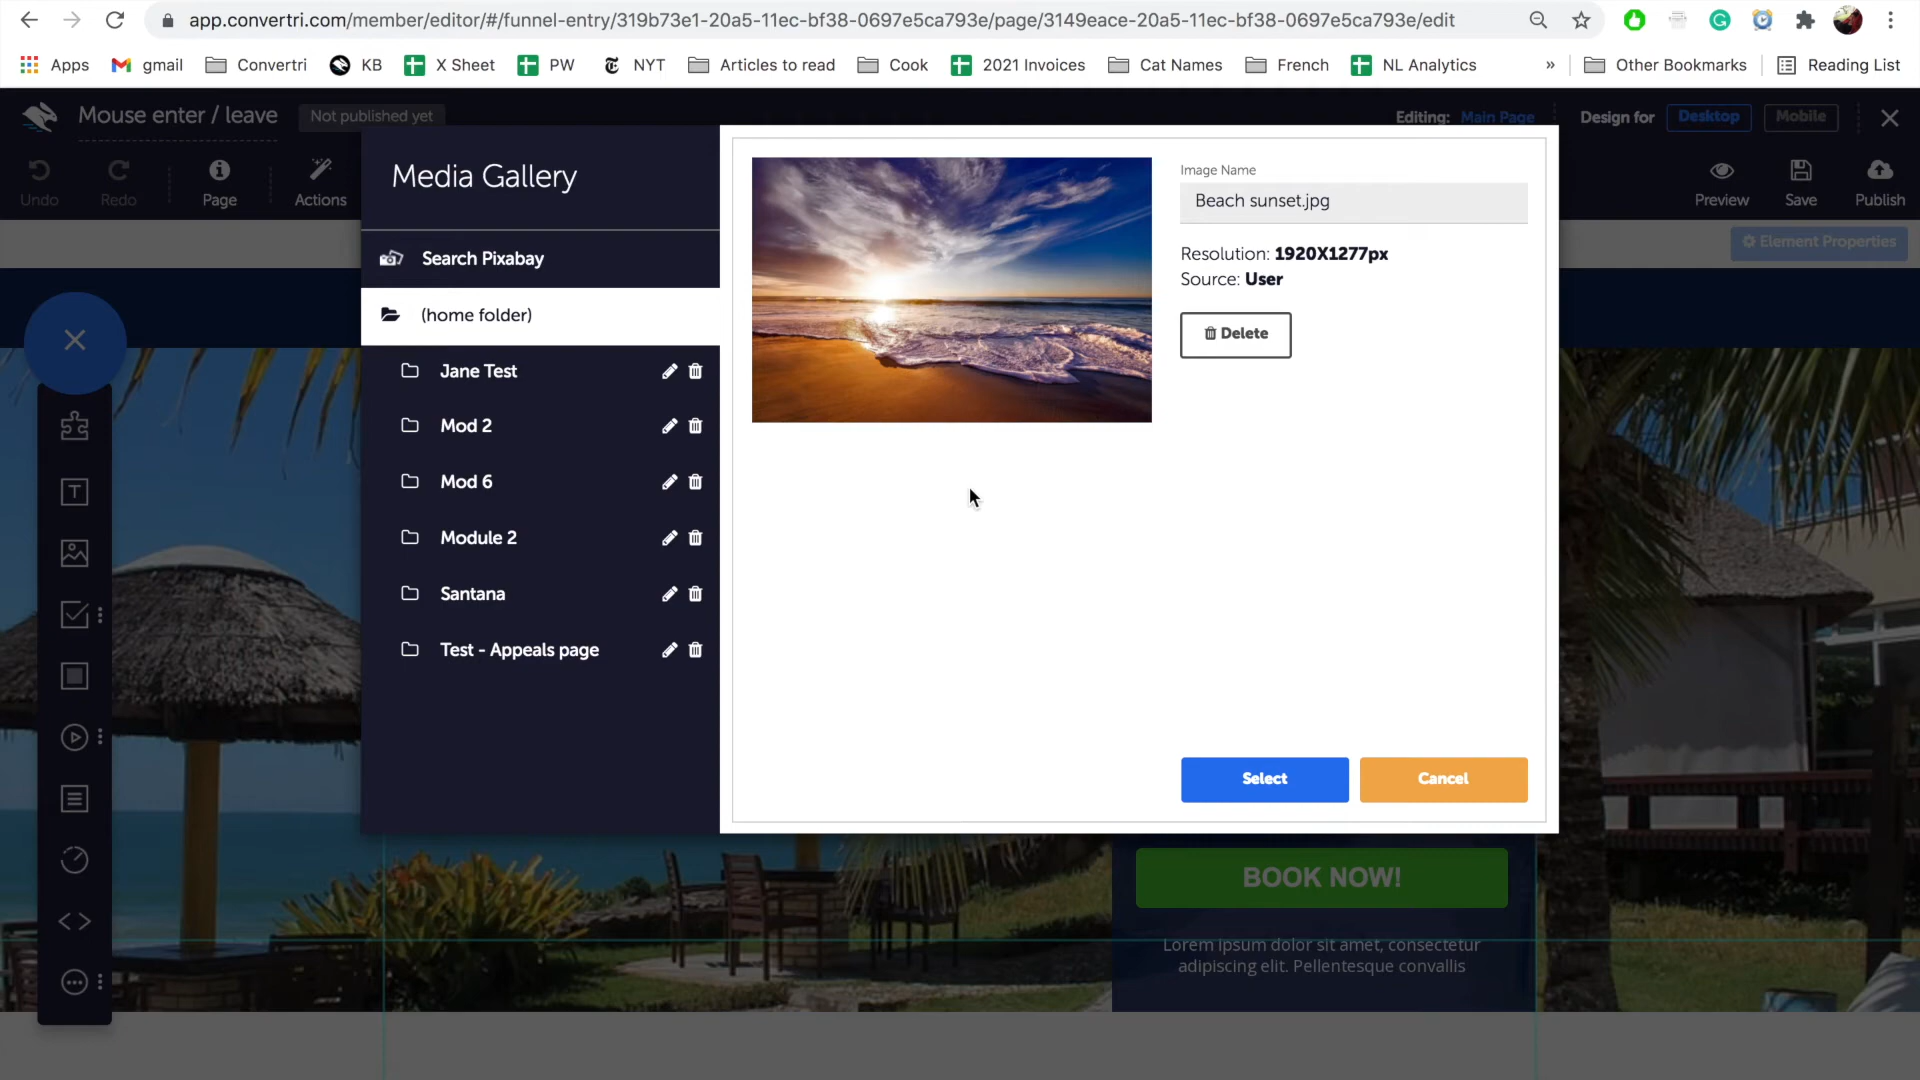 app.convertri.com/member/editor/#/funnel-entry/319b73e1-20a5-11ec-bf38-0697e5ca793e/page/3149eace-20a5-11ec-bf38-0697e5ca793e/edit
Apps gmail Convertri KB X Sheet PW NYT Articles to read Cook 2021 Invoices Cat Names French NL Analytics » Other Bookmarks Reading List
Mouse enter / leave Not published yet Editing: Main Page Design for Desktop Mobile
Undo Redo Page Actions Preview Save Publish
Element Properties
Media Gallery
Search Pixabay
(home folder)
Jane Test
Mod 2
Mod 6
Module 2
Santana
Test - Appeals page
Image Name
Beach sunset.jpg
Resolution: 1920X1277px
Source: User
Delete
Select Cancel
BOOK NOW!
Lorem ipsum dolor sit amet, consectetur
adipiscing elit. Pellentesque convallis